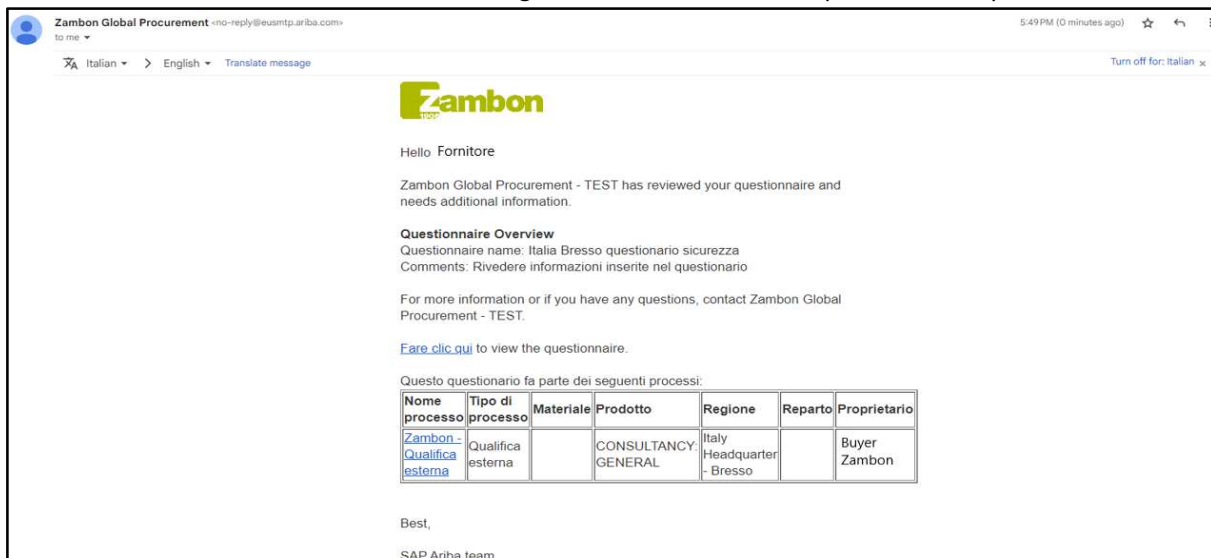 Zambon Global Procurement <no-reply@eusmtp.ariba.com>
5:49 PM (0 minutes ago)
to me
Italian > English Translate message
Turn off for: Italian x
Zambon
1906
Hello Fornitore
Zambon Global Procurement - TEST has reviewed your questionnaire and
needs additional information.
Questionnaire Overview
Questionnaire name: Italia Bresso questionario sicurezza
Comments: Rivedere informazioni inserite nel questionario
For more information or if you have any questions, contact Zambon Global
Procurement - TEST.
Fare clic qui to view the questionnaire.
Questo questionario fa parte dei seguenti processi:
Nome processo Tipo di processo Materiale Prodotto Regione Reparto Proprietario
Zambon - Qualifica esterna Qualifica esterna CONSULTANCY: GENERAL Italy Headquarter - Bresso Buyer Zambon
Best,
SAP Ariba team